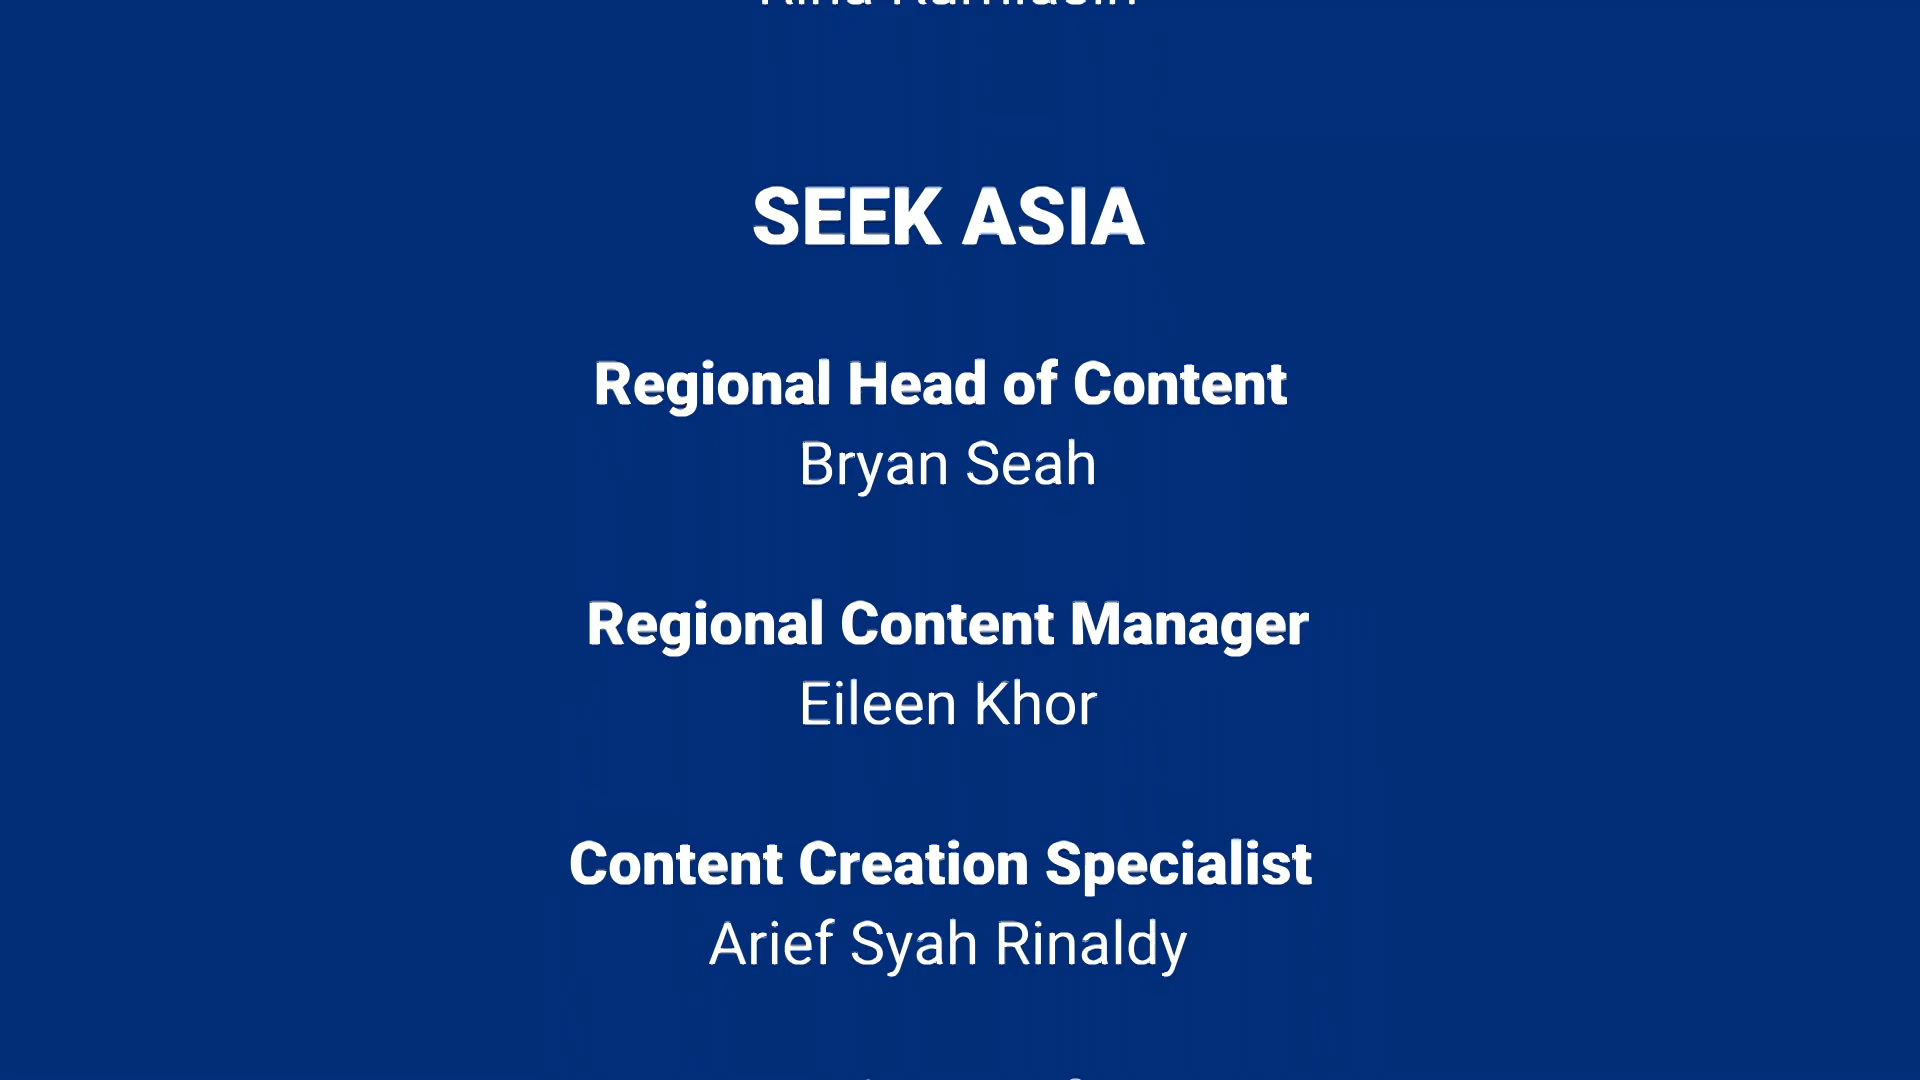 SEEK ASIA
Regional Head of Content
Bryan Seah
Regional Content Manager
Eileen Khor
Content Creation Specialist
Arief Syah Rinaldy